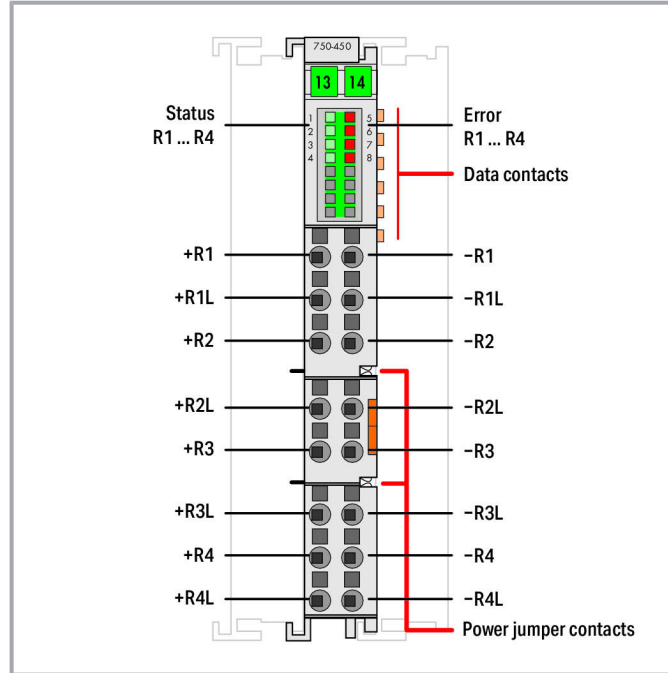 750-450
13 14
Status
R1 ... R4
1
2
3
4
5
6
7
8
Error
R1 ... R4
Data contacts
+R1
−R1
+R1L
−R1L
+R2
−R2
+R2L
−R2L
+R3
−R3
+R3L
−R3L
+R4
−R4
+R4L
−R4L
Power jumper contacts